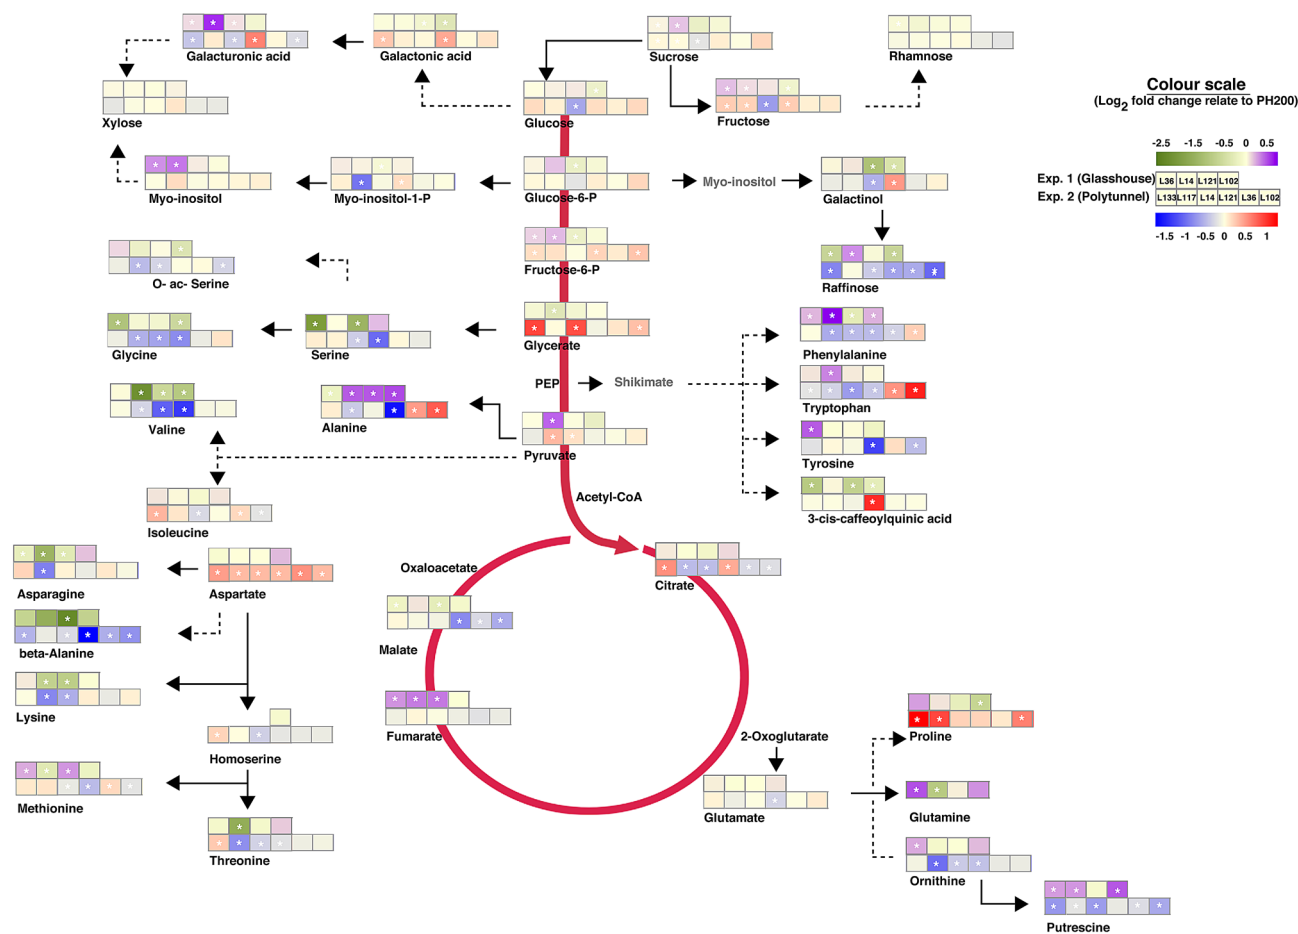 Galacturonic acid
Galactonic acid
Sucrose
Rhamnose
Colour scale
(Log2 fold change relate to PH200)
Xylose
Glucose
Fructose
-2.5 -1.5 -0.5 0 0.5
Exp. 1 (Glasshouse) L36 L14 L121 L102
Exp. 2 (Polytunnel) L133 L117 L14 L121 L36 L102
-1.5 -1 -0.5 0 0.5 1
Myo-inositol
Myo-inositol-1-P
Glucose-6-P
Myo-inositol
Galactinol
O- ac- Serine
Fructose-6-P
Raffinose
Glycine
Serine
Glycerate
Phenylalanine
PEP
Shikimate
Tryptophan
Valine
Alanine
Pyruvate
Tyrosine
Acetyl-CoA
3-cis-caffeoylquinic acid
Isoleucine
Oxaloacetate
Citrate
Asparagine
Aspartate
beta-Alanine
Malate
Lysine
Fumarate
2-Oxoglutarate
Proline
Homoserine
Methionine
Glutamate
Glutamine
Threonine
Ornithine
Putrescine